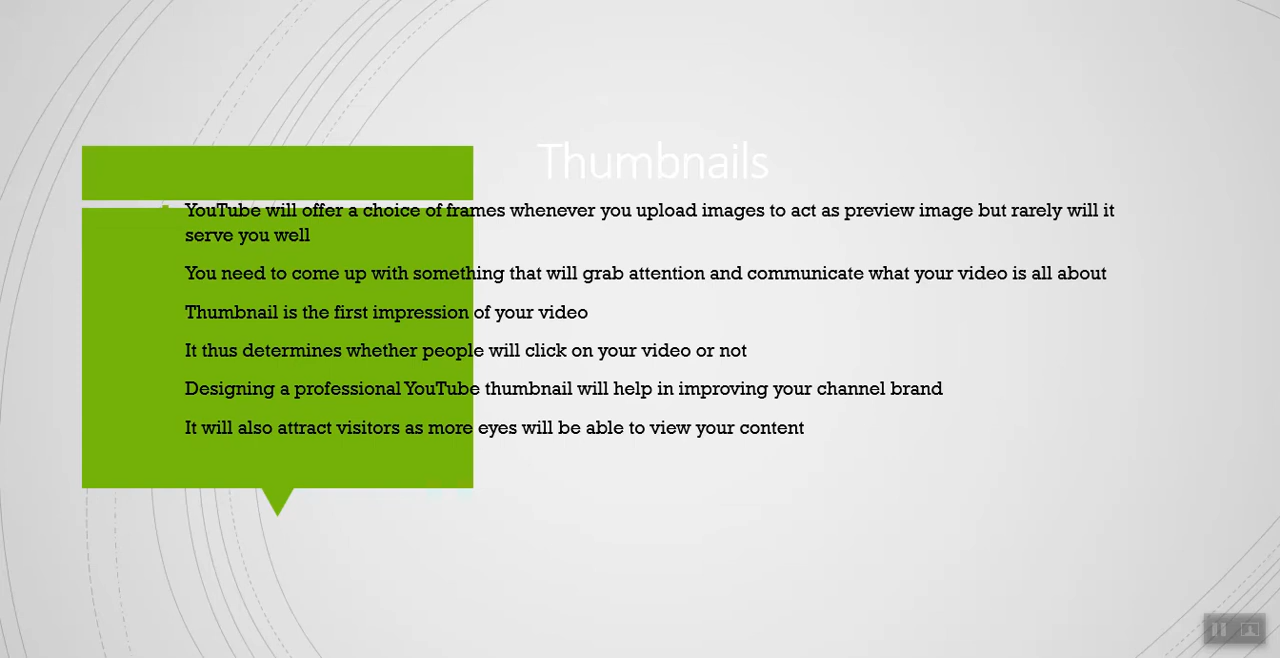 Thumbnails
YouTube will offer a choice of frames whenever you upload images to act as preview image but rarely will it
serve you well
You need to come up with something that will grab attention and communicate what your video is all about
Thumbnail is the first impression of your video
It thus determines whether people will click on your video or not
Designing a professional YouTube thumbnail will help in improving your channel brand
It will also attract visitors as more eyes will be able to view your content